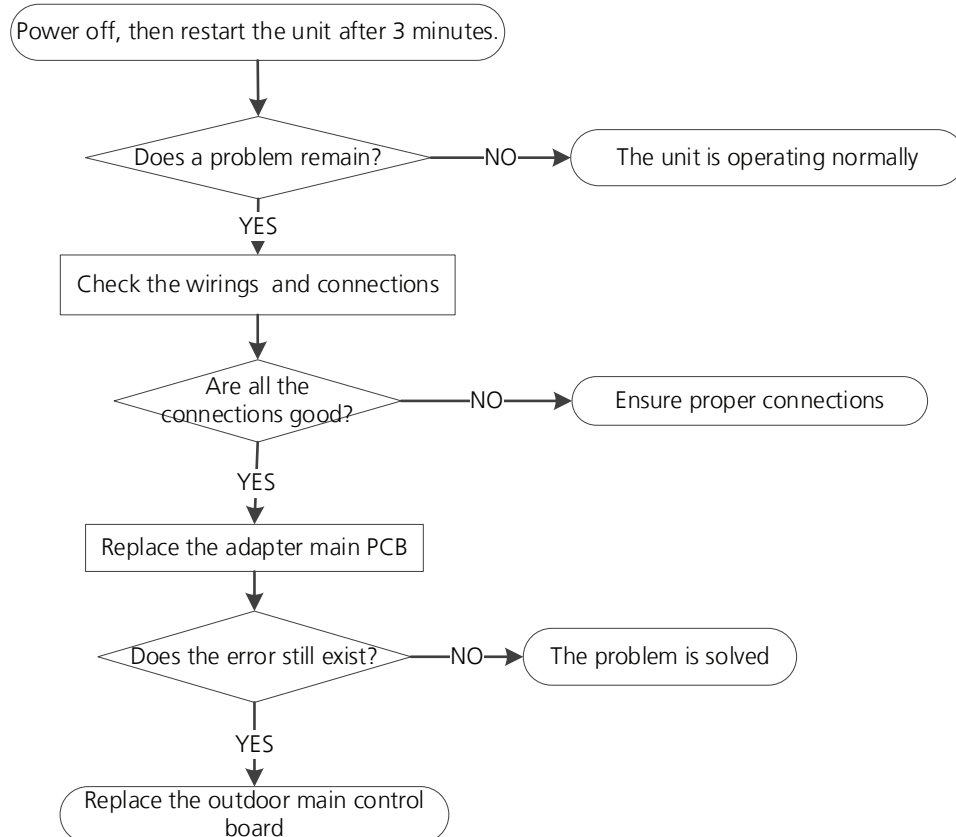 Power off, then restart the unit after 3 minutes.
Does a problem remain?
NO
The unit is operating normally
YES
Check the wirings and connections
Are all the
connections good?
NO
Ensure proper connections
YES
Replace the adapter main PCB
Does the error still exist?
NO
The problem is solved
YES
Replace the outdoor main control
board